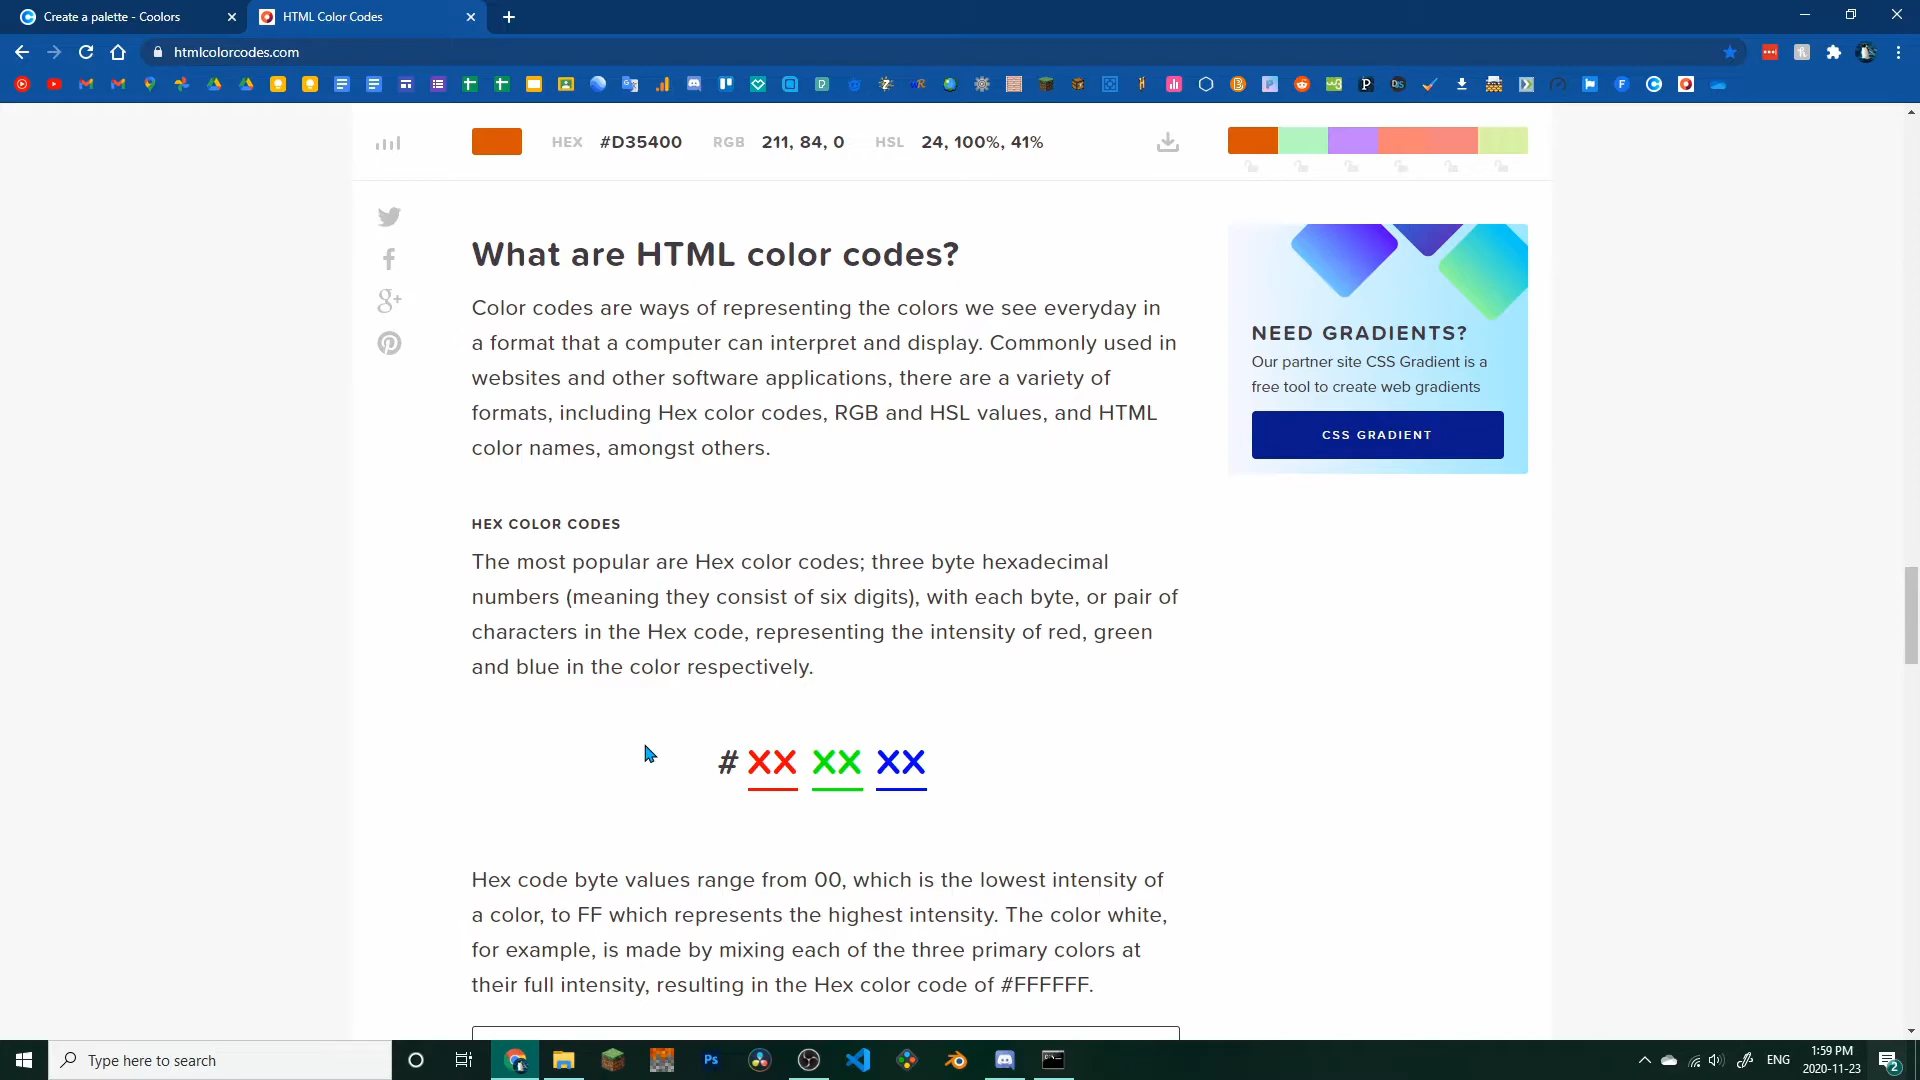 Create a palette - Coolors
HTML Color Codes
htmlcolorcodes.com
HEX #D35400 RGB 211, 84, 0 HSL 24, 100%, 41%
What are HTML color codes?
Color codes are ways of representing the colors we see everyday in
a format that a computer can interpret and display. Commonly used in
websites and other software applications, there are a variety of
formats, including Hex color codes, RGB and HSL values, and HTML
color names, amongst others.
NEED GRADIENTS?
Our partner site CSS Gradient is a
free tool to create web gradients
CSS GRADIENT
HEX COLOR CODES
The most popular are Hex color codes; three byte hexadecimal
numbers (meaning they consist of six digits), with each byte, or pair of
characters in the Hex code, representing the intensity of red, green
and blue in the color respectively.
# XX XX XX
Hex code byte values range from 00, which is the lowest intensity of
a color, to FF which represents the highest intensity. The color white,
for example, is made by mixing each of the three primary colors at
their full intensity, resulting in the Hex color code of #FFFFFF.
Type here to search
Ps
ENG
1:59 PM
2020-11-23
2